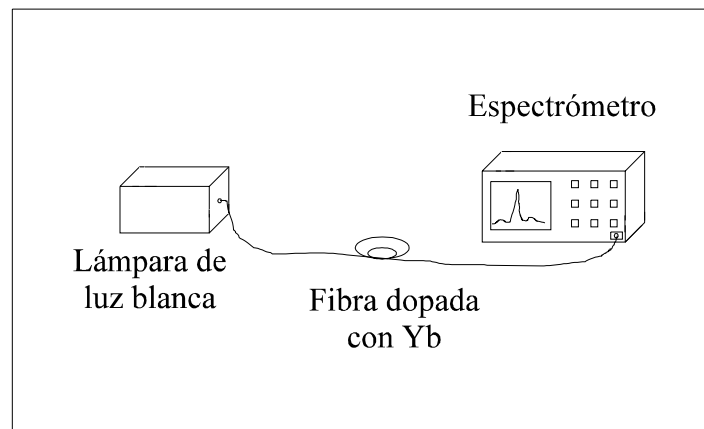 Espectrómetro
Lámpara de
luz blanca
Fibra dopada
con Yb